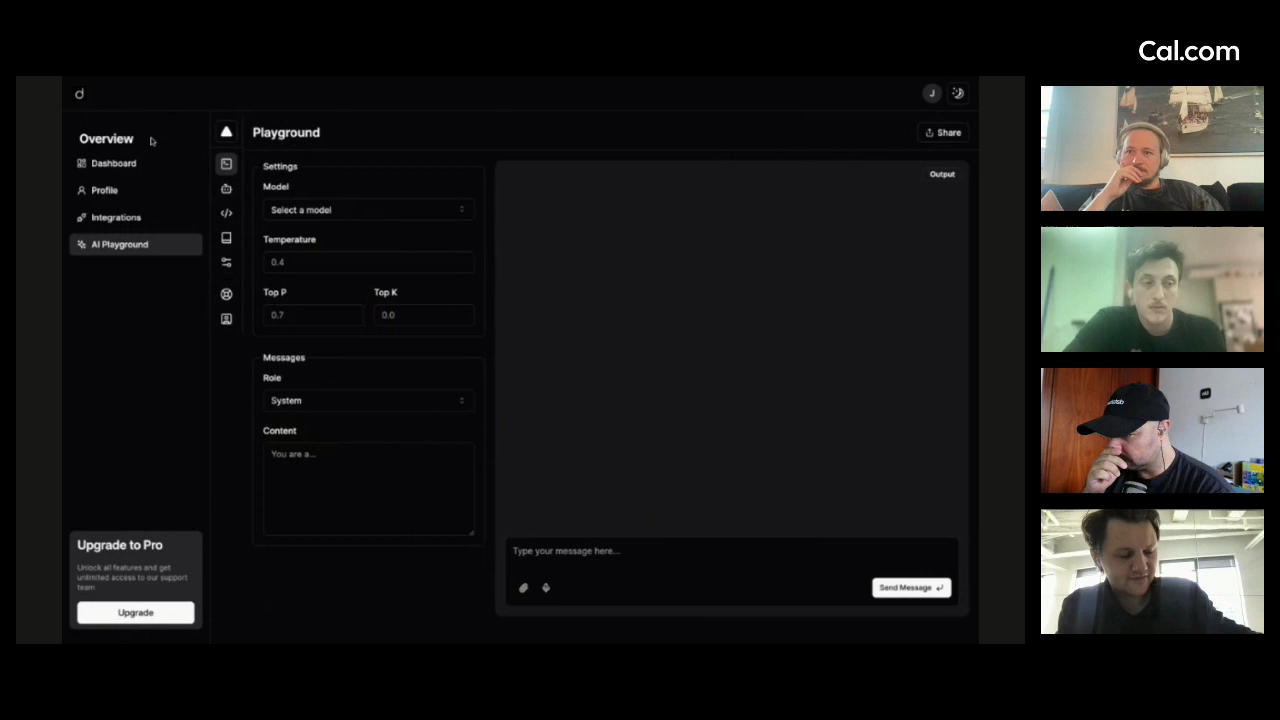 Cal.com
d
J
Overview
Dashboard
Profile
Integrations
AI Playground
Playground
Share
Settings
Model
Select a model
Temperature
0.4
Top P
Top K
0.7
0.0
Messages
Role
System
Content
You are a...
Output
Type your message here...
Send Message
Upgrade to Pro
Unlock all features and get
unlimited access to our support
team
Upgrade